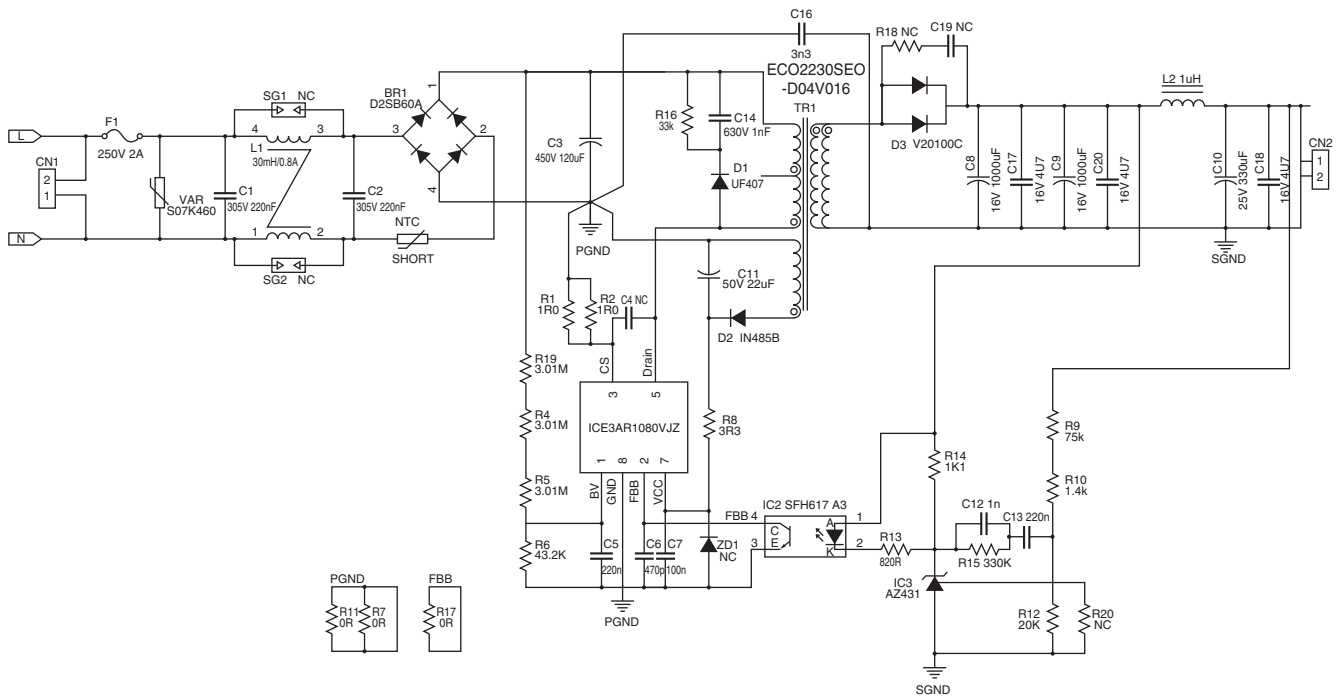 C16
3n3
ECO2230SEO
-D04V016
TR1
R18 NC
C19 NC
L2 1uH
SG1 NC
BR1
D2SB60A
1
3
2
4
L
F1
250V 2A
4
3
L1
30mH/0.8A
C3
450V 120uF
R16
33k
C14
630V 1nF
D1
UF407
D3 V20100C
C8
16V 1000uF
C17
16V 4U7
C9
16V 1000uF
C20
16V 4U7
C10
25V 330uF
C18
16V 4U7
CN2
1
2
CN1
2
1
VAR
S07K460
C1
305V 220nF
C2
305V 220nF
NTC
SHORT
N
1
2
SG2 NC
PGND
SGND
C11
50V 22uF
R1
1R0
R2
1R0
C4 NC
D2 IN485B
CS
Drain
R19
3.01M
3
5
ICE3AR1080VJZ
R4
3.01M
R8
3R3
R9
75k
1
8
2
7
BV
GND
FBB
VCC
R5
3.01M
R14
1K1
R10
1.4k
IC2 SFH617 A3
FBB 4
C
E
A
K
1
2
3
C12 1n
C13 220n
R13
820R
R15 330K
R6
43.2K
C5
220n
C6
470p
C7
100n
ZD1
NC
IC3
AZ431
R12
20K
R20
NC
PGND
SGND
PGND
FBB
R11
0R
R7
0R
R17
0R